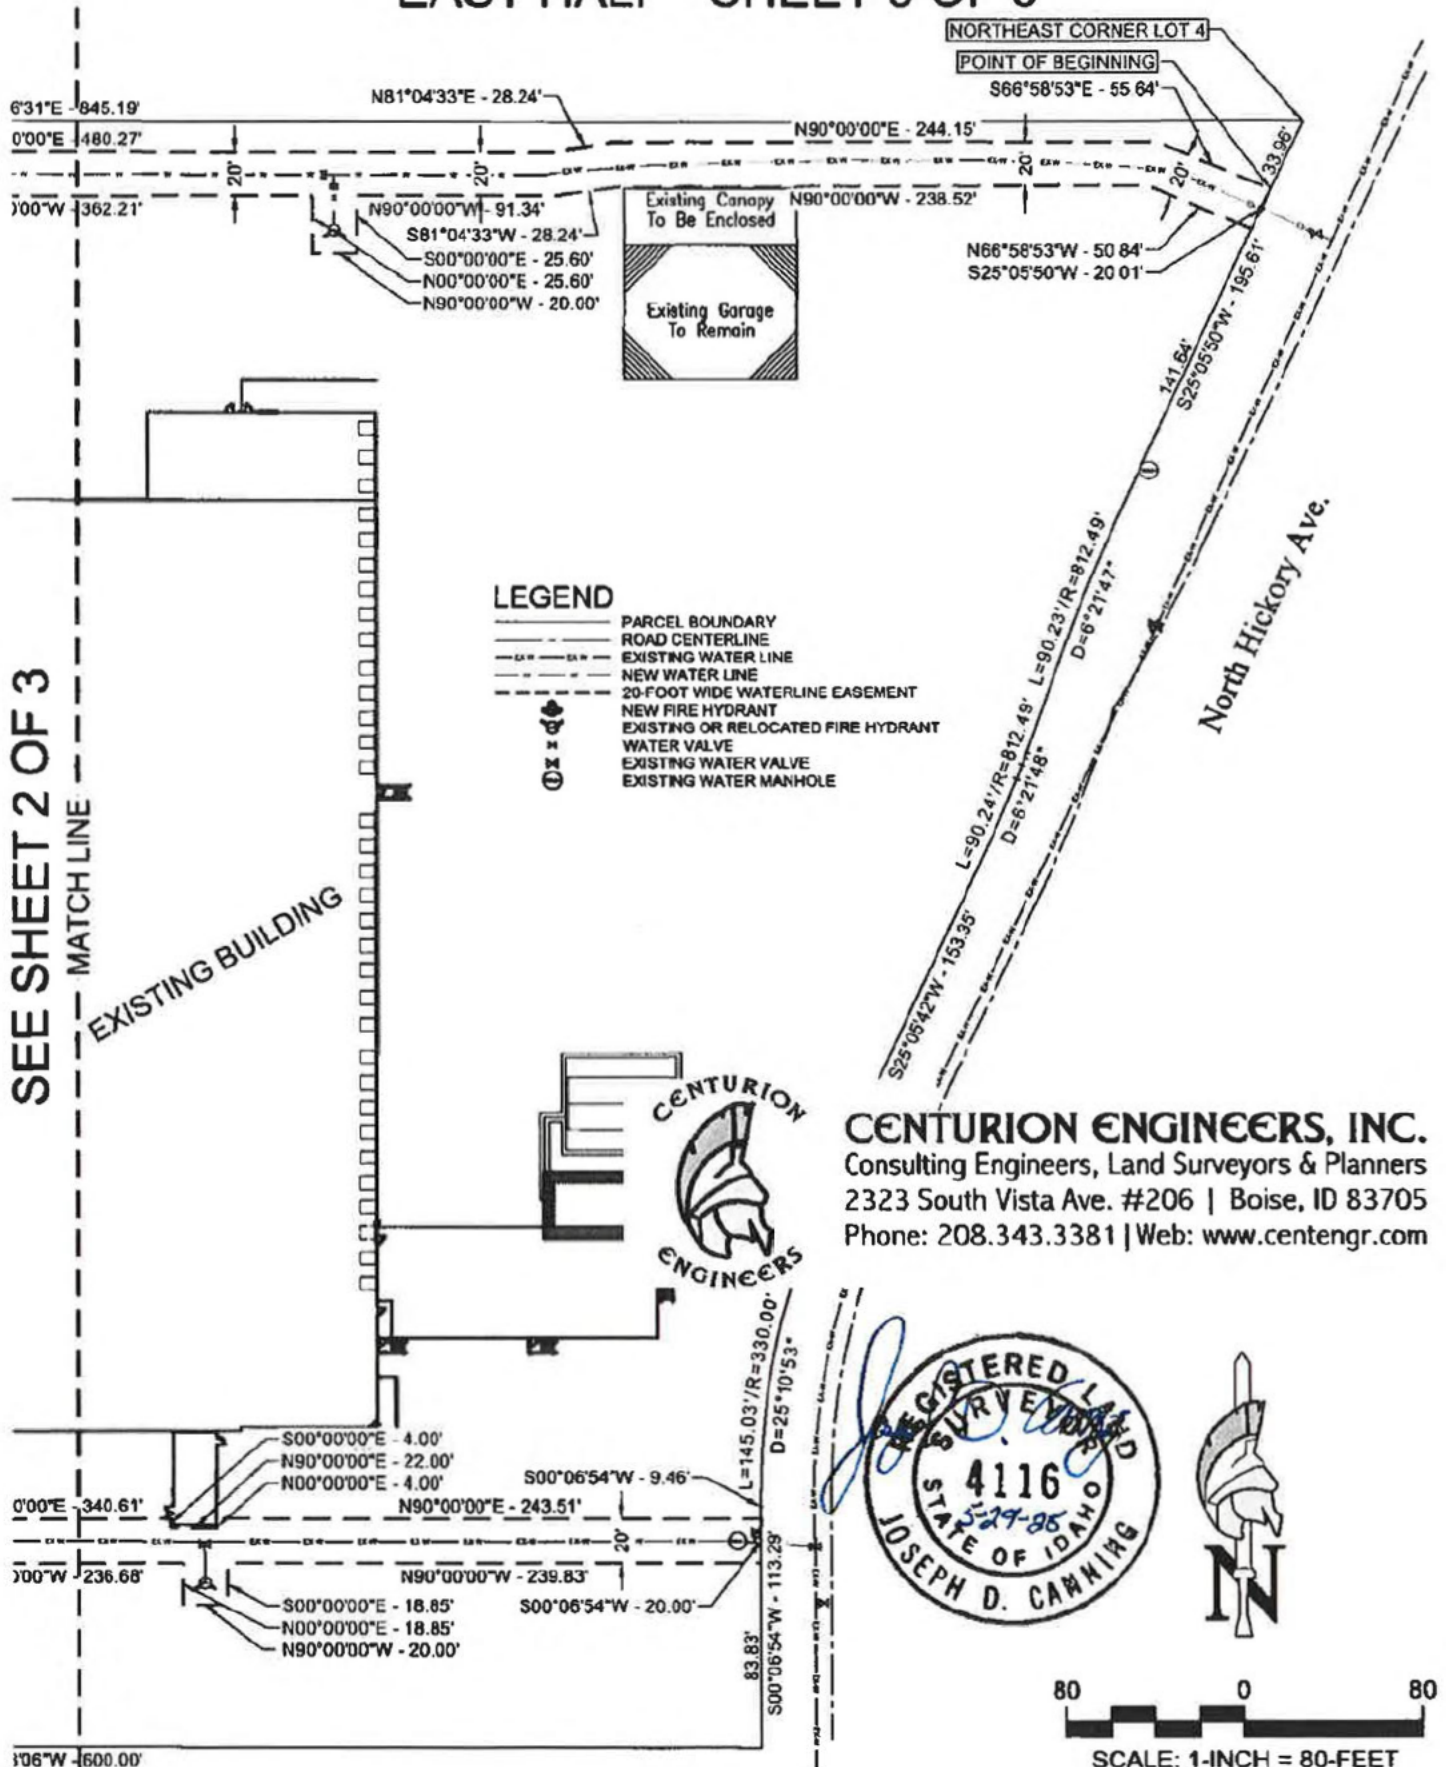 NORTHEAST CORNER LOT 4
POINT OF BEGINNING
S66°58'53"E - 55.64'
N81°04'33"E - 28.24'
6'31"E - 845.19'
0'00"E - 480.27'
N90°00'00"E - 244.15'
33.96'
20'
20'
20'
20'
0'00"W - 362.21'
N90°00'00"W - 91.34'
S81°04'33"W - 28.24'
S00°00'00"E - 25.60'
N00°00'00"E - 25.60'
N90°00'00"W - 20.00'
Existing Canopy
To Be Enclosed
N90°00'00"W - 238.52'
Existing Garage
To Remain
N66°58'53"W - 50.84'
S25°05'50"W - 20.01'
141.64'
S25°05'50"W - 195.61'
North Hickory Ave.
L=90.23'/R=812.49'
D=6°21'47"
L=90.24'/R=812.49'
D=6°21'48"
S25°05'42"W - 153.35'
LEGEND
PARCEL BOUNDARY
ROAD CENTERLINE
EXISTING WATER LINE
NEW WATER LINE
20-FOOT WIDE WATERLINE EASEMENT
NEW FIRE HYDRANT
EXISTING OR RELOCATED FIRE HYDRANT
WATER VALVE
EXISTING WATER VALVE
EXISTING WATER MANHOLE
SEE SHEET 2 OF 3
MATCH LINE
EXISTING BUILDING
CENTURION
ENGINEERS
CENTURION ENGINEERS, INC.
Consulting Engineers, Land Surveyors & Planners
2323 South Vista Ave. #206 | Boise, ID 83705
Phone: 208.343.3381 | Web: www.centengr.com
L=145.03'/R=330.00'
D=25°10'53"
S00°00'00"E - 4.00'
N90°00'00"E - 22.00'
N00°00'00"E - 4.00'
0'00"E - 340.61'
N90°00'00"E - 243.51'
S00°06'54"W - 9.46'
20'
0'00"W - 236.68'
N90°00'00"W - 239.83'
S00°06'54"W - 20.00'
S00°00'00"E - 18.85'
N00°00'00"E - 18.85'
N90°00'00"W - 20.00'
83.83'
S00°06'54"W - 113.29'
REGISTERED LAND
SURVEYOR
4116
STATE OF IDAHO
JOSEPH D. CANNING
N
80 0 80
SCALE: 1-INCH = 80-FEET
06"W - 600.00'